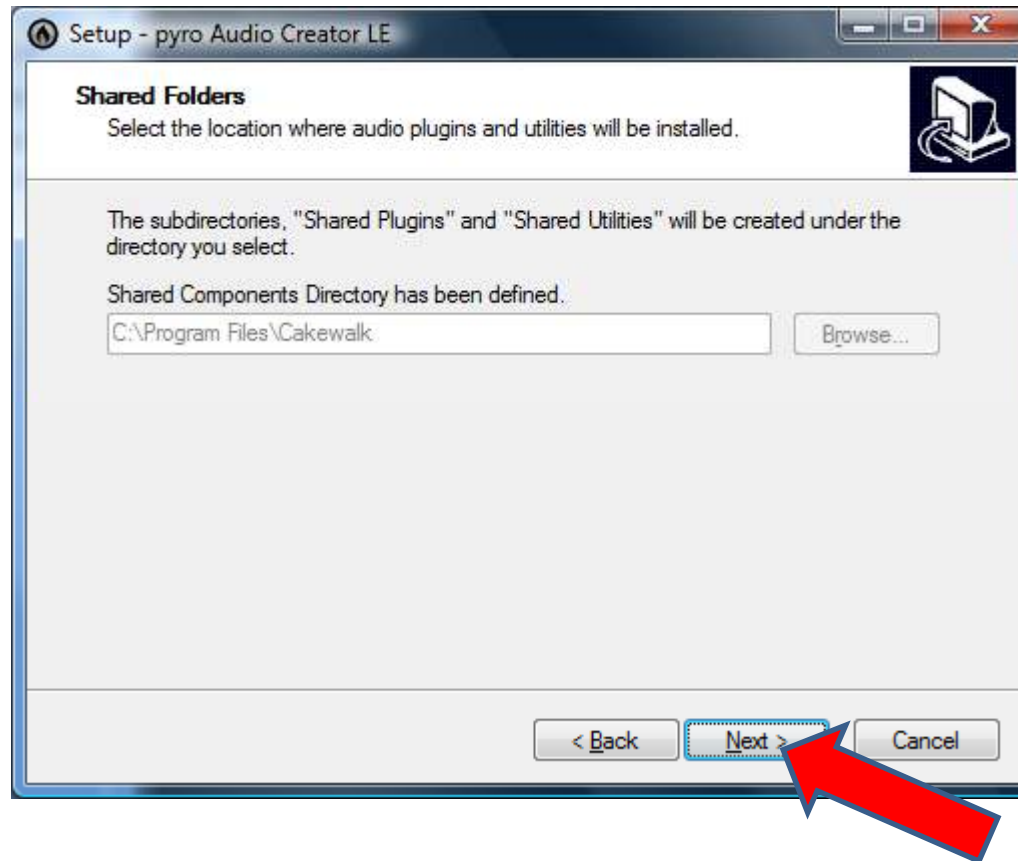 Setup - pyro Audio Creator LE
Shared Folders
Select the location where audio plugins and utilities will be installed.
The subdirectories, "Shared Plugins" and "Shared Utilities" will be created under the
directory you select.
Shared Components Directory has been defined.
C:\Program Files\Cakewalk
Browse...
< Back
Next >
Cancel